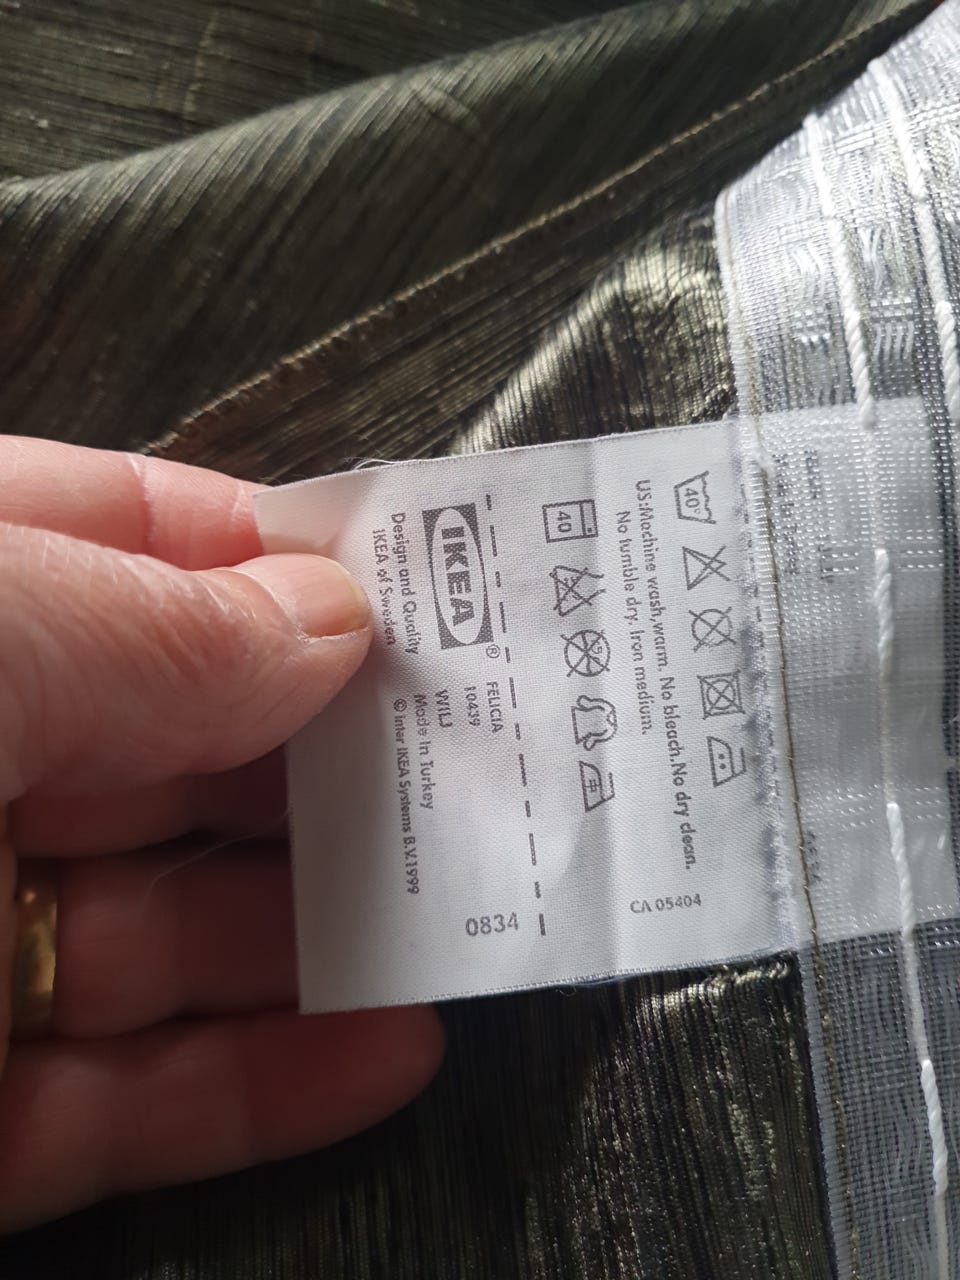 40°
US:Machine wash,warm. No bleach.No dry clean.
No tumble dry. Iron medium.
CA 05404
40
IKEA®
Design and Quality
IKEA of Sweden
FELICIA
10439
WILJ
Made in Turkey
© Inter IKEA Systems B.V.1999
0834